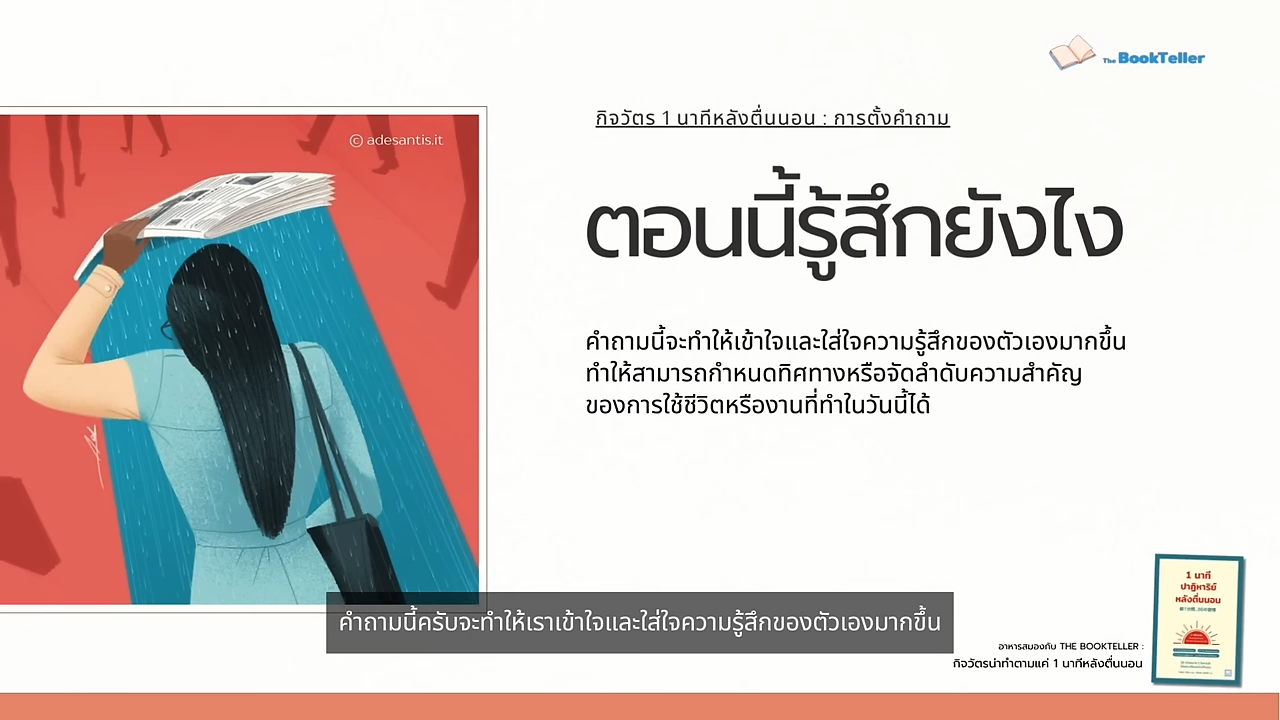 The BookTeller
© adesantis.it
กิจวัตร 1 นาทีหลังตื่นนอน : การตั้งคำถาม
ตอนนี้รู้สึกยังไง
คำถามนี้จะทำให้เข้าใจและใส่ใจความรู้สึกของตัวเองมากขึ้น
ทำให้สามารถกำหนดทิศทางหรือจัดลำดับความสำคัญ
ของการใช้ชีวิตหรืองานที่ทำในวันนี้ได้
คำถามนี้ครับจะทำให้เราเข้าใจและใส่ใจความรู้สึกของตัวเองมากขึ้น
อาหารสมองกับ THE BOOKTELLER :
กิจวัตรน่าทำตามแค่ 1 นาทีหลังตื่นนอน
1 นาที
ปาฏิหาริย์
หลังตื่นนอน